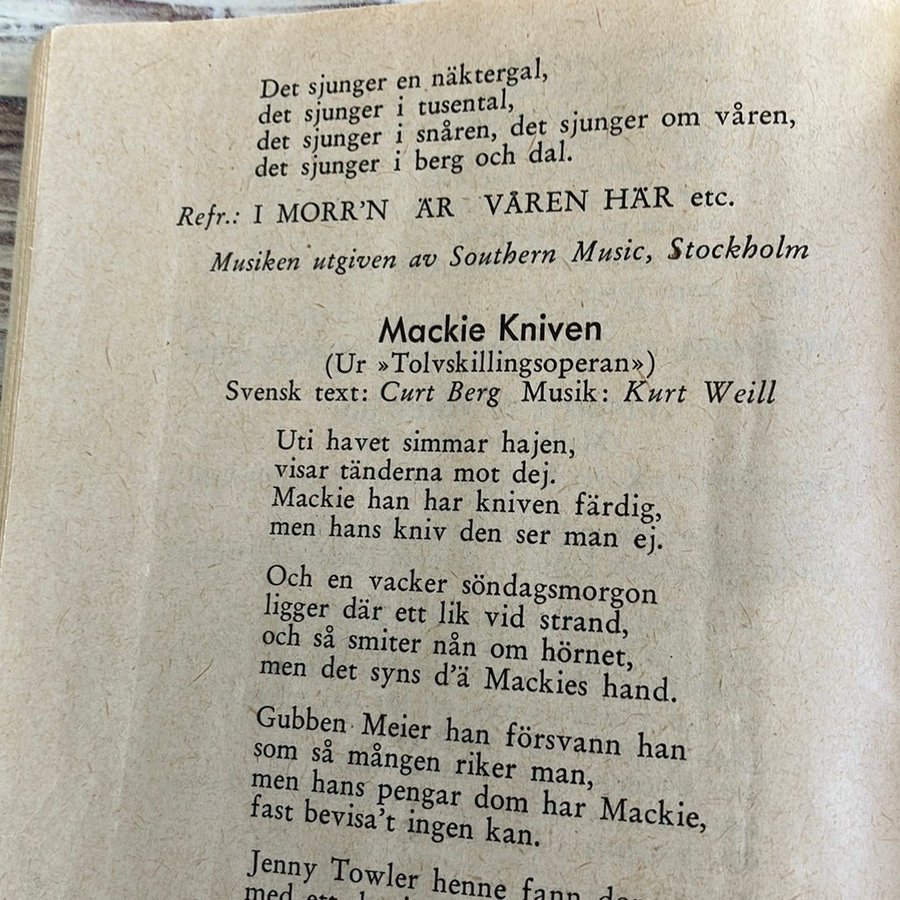 Det sjunger en näktergal,
det sjunger i tusental,
det sjunger i snåren, det sjunger om våren,
det sjunger i berg och dal.
Refr.: I MORR'N ÄR VÅREN HÄR etc.
Musiken utgiven av Southern Music, Stockholm
Mackie Kniven
(Ur »Tolvskillingsoperan»)
Svensk text: Curt Berg Musik: Kurt Weill
Uti havet simmar hajen,
visar tänderna mot dej.
Mackie han har kniven färdig,
men hans kniv den ser man ej.
Och en vacker söndagsmorgon
ligger där ett lik vid strand,
och så smiter nån om hörnet,
men det syns d'ä Mackies hand.
Gubben Meier han försvann han
som så mången riker man,
men hans pengar dom har Mackie,
fast bevisa't ingen kan.
Jenny Towler henne fann
med ett